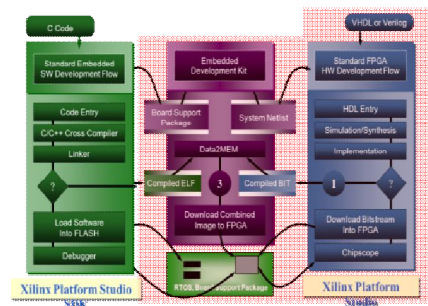 C Code
VHDL or Verilog
Standard Embedded
SW Development Flow
Embedded
Development Kit
Standard FPGA
HW Development Flow
Code Entry
C/C++ Cross Compiler
Linker
?
Load Software
Into FLASH
Debugger
Board Support
Package
System Netlist
Data2MEM
Compiled ELF
3
Compiled BIT
Download Combined
Image to FPGA
HDL Entry
Simulation/Synthesis
Implementation
1
?
Download Bitstream
Into FPGA
Chipscope
RTOS, Board Support Package
Xilinx Platform Studio
Xilinx Platform